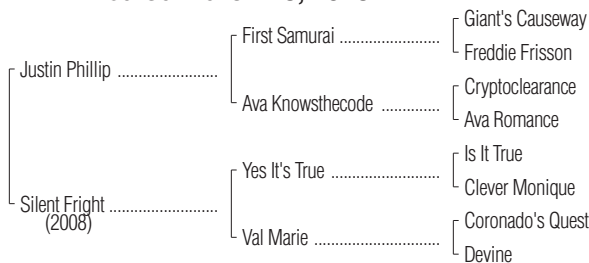 First Samurai
Giant's Causeway
Freddie Frisson
Justin Phillip
Ava Knowsthecode
Cryptoclearance
Ava Romance
Yes It's True
Is It True
Clever Monique
Silent Fright
(2008)
Val Marie
Coronado's Quest
Devine